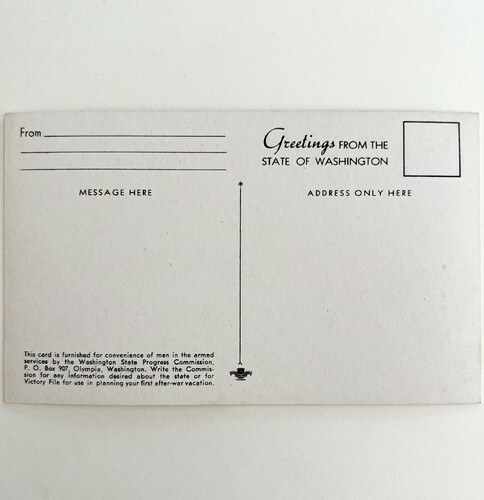 From
Greetings FROM THE
STATE OF WASHINGTON
MESSAGE HERE
ADDRESS ONLY HERE
This card is furnished for convenience of men in the armed
services by the Washington State Progress Commission,
P. O. Box 907, Olympia, Washington. Write the Commis-
sion for any information desired about the state or for
Victory File for use in planning your first after-war vacation.